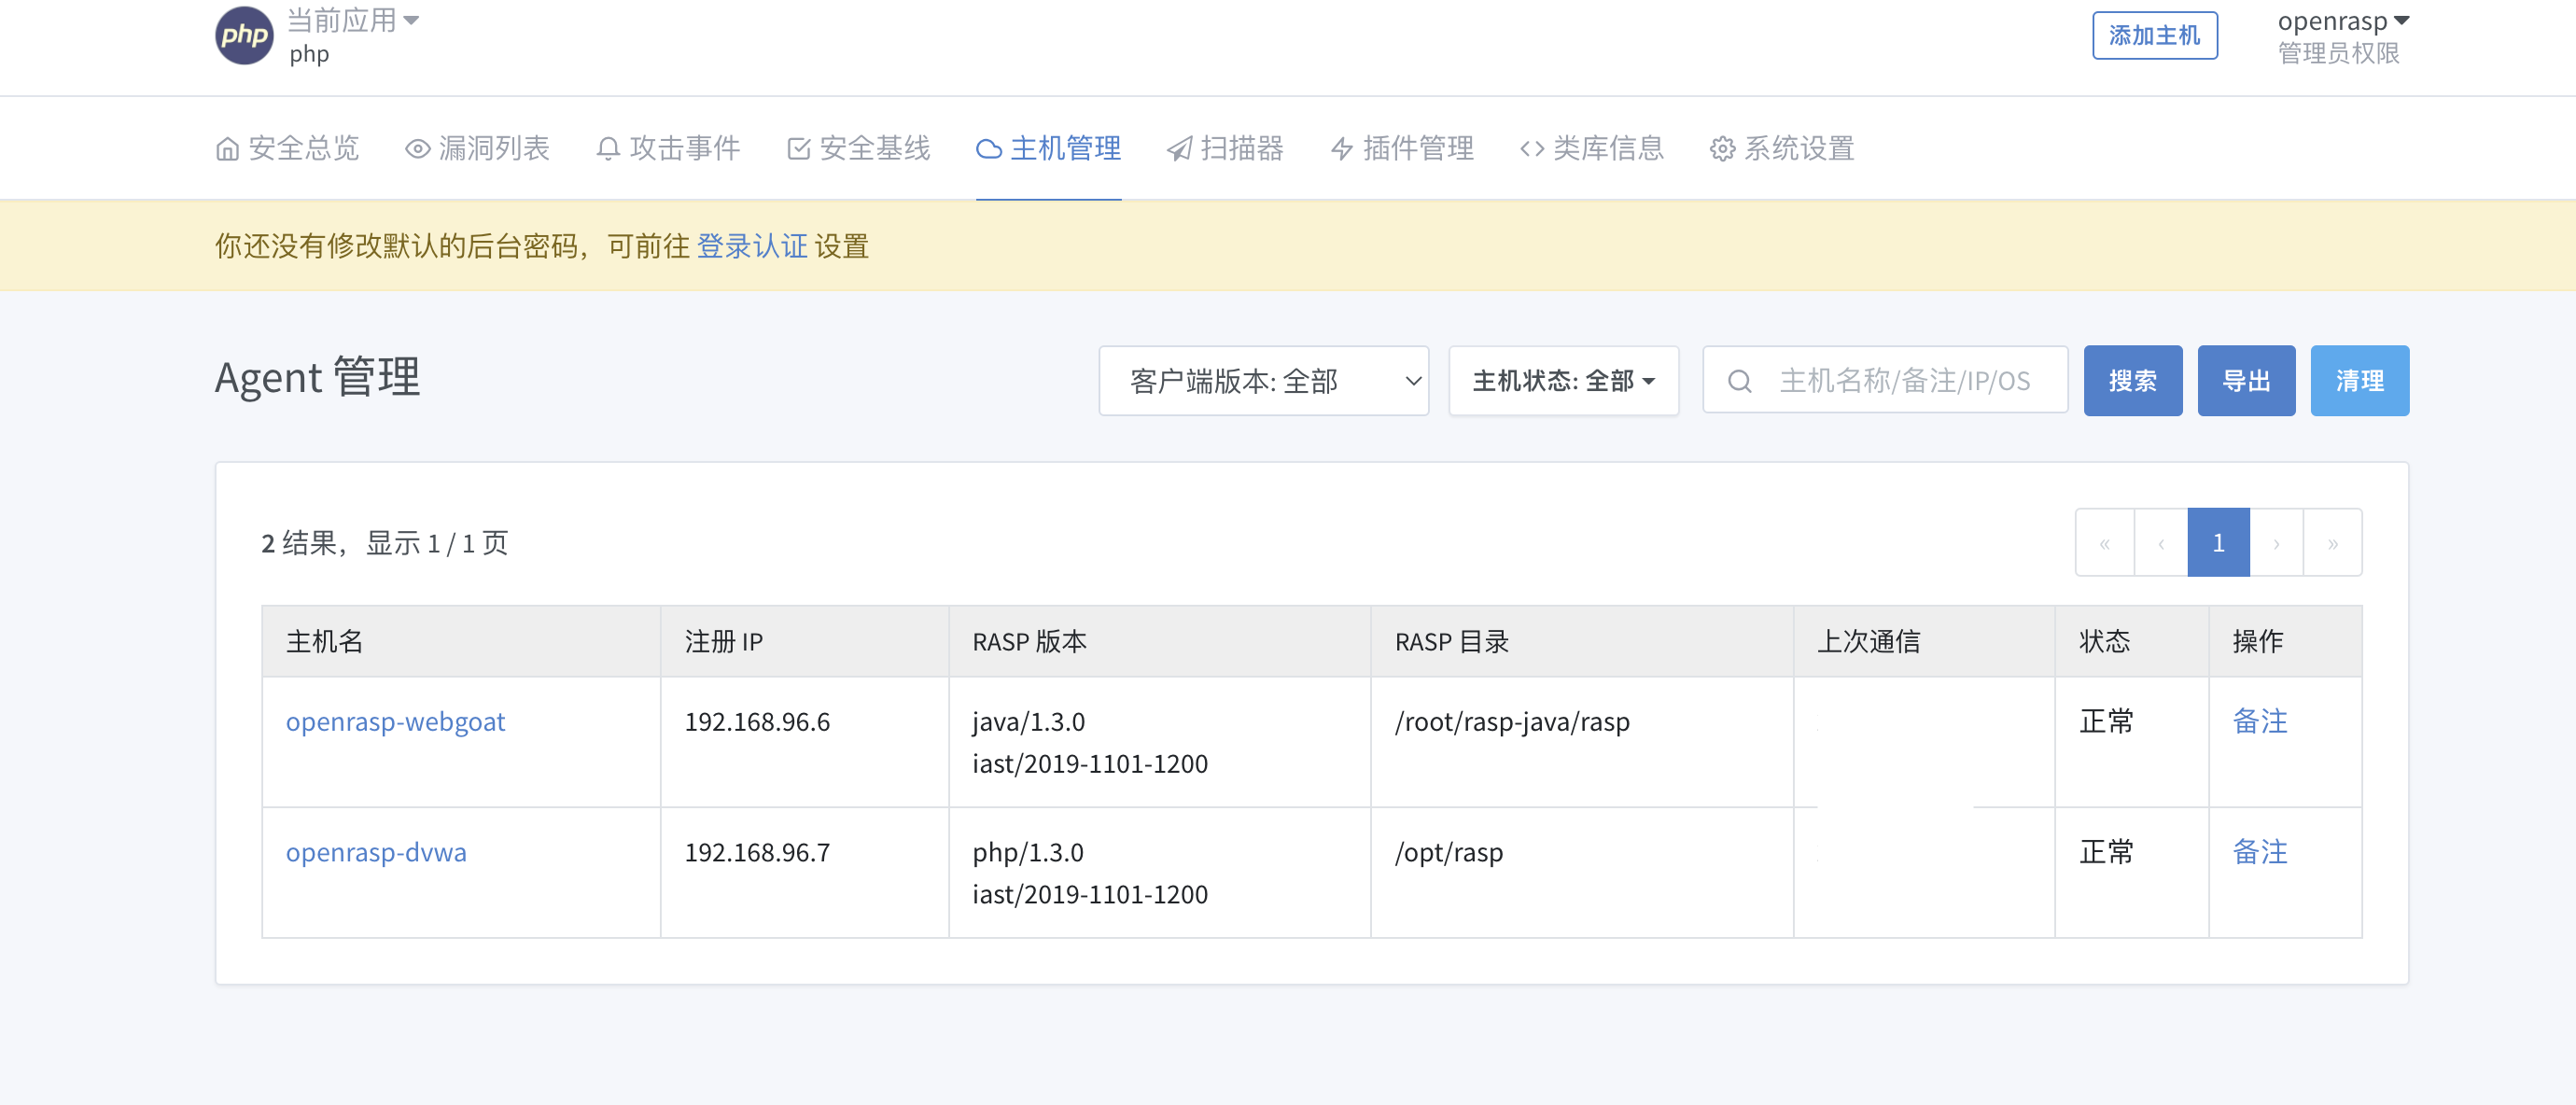 php 当前应用
php
添加主机
openrasp
管理员权限
安全总览 漏洞列表 攻击事件 安全基线 主机管理 扫描器 插件管理 类库信息 系统设置
你还没有修改默认的后台密码，可前往 登录认证 设置
Agent 管理
客户端版本: 全部 主机状态: 全部 主机名称/备注/IP/OS 搜索 导出 清理
2 结果，显示 1 / 1 页
« ‹ 1 › »
主机名 注册 IP RASP 版本 RASP 目录 上次通信 状态 操作
openrasp-webgoat 192.168.96.6 java/1.3.0 /root/rasp-java/rasp 正常 备注
iast/2019-1101-1200
openrasp-dvwa 192.168.96.7 php/1.3.0 /opt/rasp 正常 备注
iast/2019-1101-1200